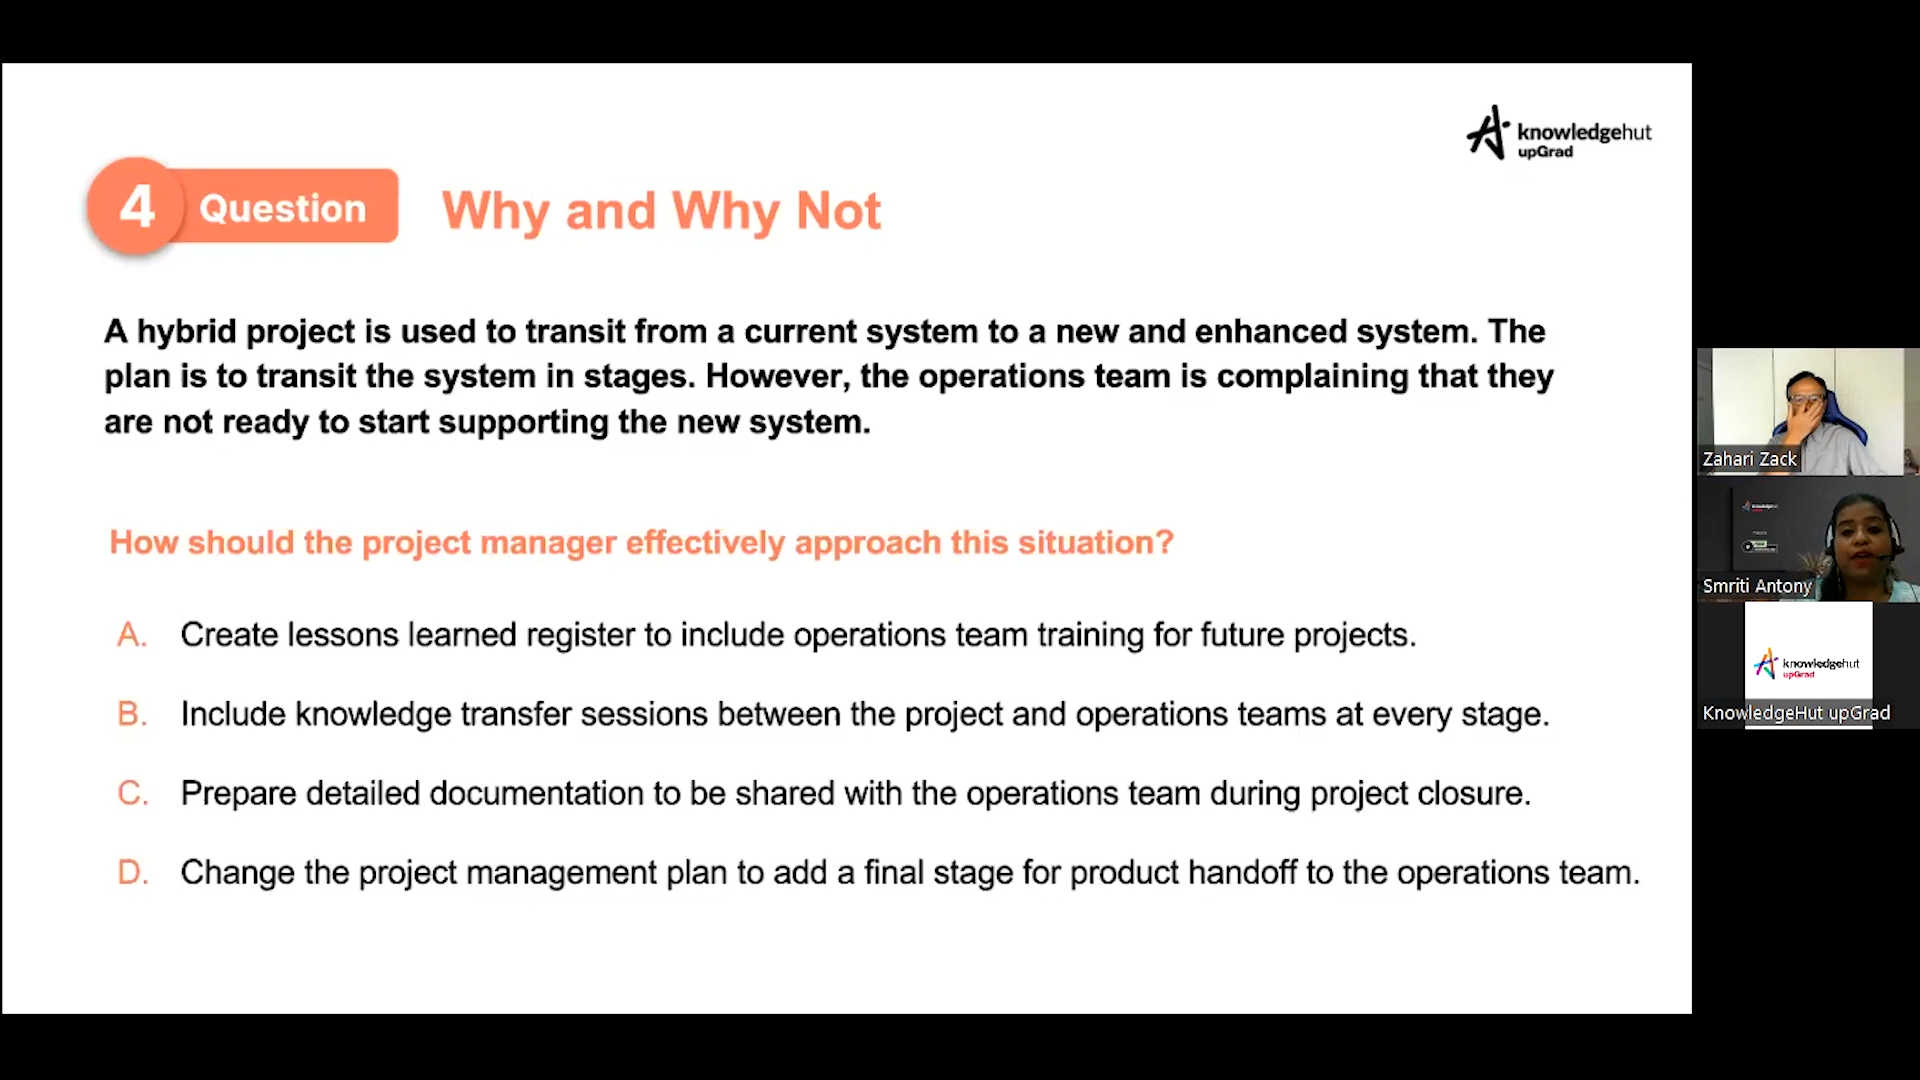 knowledgehut
upGrad
4 Question Why and Why Not
A hybrid project is used to transit from a current system to a new and enhanced system. The
plan is to transit the system in stages. However, the operations team is complaining that they
are not ready to start supporting the new system.
How should the project manager effectively approach this situation?
A. Create lessons learned register to include operations team training for future projects.
B. Include knowledge transfer sessions between the project and operations teams at every stage.
C. Prepare detailed documentation to be shared with the operations team during project closure.
D. Change the project management plan to add a final stage for product handoff to the operations team.
Zahari Zack
Smriti Antony
knowledgehut
upGrad
KnowledgeHut upGrad